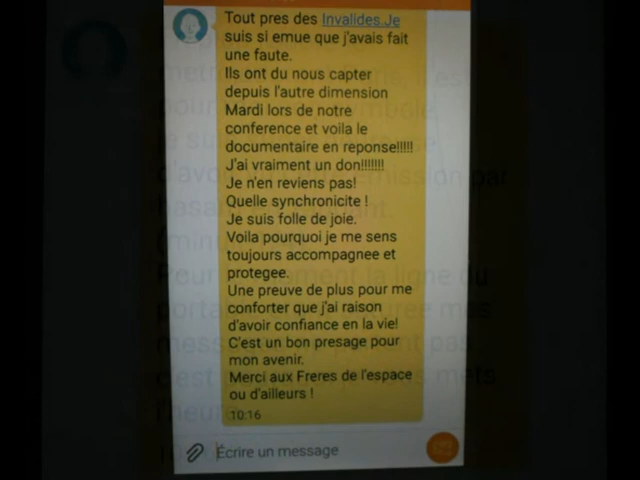 Tout pres des Invalides.Je
suis si emue que j'avais fait
une faute.
Ils ont du nous capter
depuis l'autre dimension
Mardi lors de notre
conference et voila le
documentaire en reponse!!!!!
J'ai vraiment un don!!!!!!!
Je n'en reviens pas!
Quelle synchronicite !
Je suis folle de joie.
Voila pourquoi je me sens
toujours accompagnee et
protegee.
Une preuve de plus pour me
conforter que j'ai raison
d'avoir confiance en la vie!
C'est un bon presage pour
mon avenir.
Merci aux Freres de l'espace
ou d'ailleurs !
10:16
Écrire un message